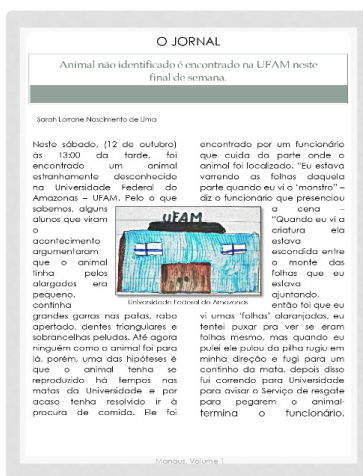 O JORNAL
Animal não identificado é encontrado na UFAM neste
final de semana.
Sarah Lorrane Nascimento de Lima
Neste sábado, (12 de outubro)
às 13:00 da tarde, foi
encontrado um animal
estranhamente desconhecido
na Universidade Federal do
Amazonas – UFAM. Pelo o que
sabemos, alguns
alunos que viram
o
acontecimento
argumentaram
que o animal
tinha pelos
alargados era
pequeno,
continha
grandes garras nas patas, rabo
apertado, dentes triangulares e
sobrancelhas peludas. Até agora
ninguém como o animal foi para
lá, porém, uma das hipóteses é
que o animal tenha se
reproduzido há tempos nas
matas da Universidade e por
acaso tenha resolvido ir à
procura de comida. Ele foi
UFAM
Universidade Federal do Amazonas
encontrado por um funcionário
que cuida da parte onde o
animal foi localizado. "Eu estava
varrendo as folhas daquela
parte quando eu vi o 'monstro" –
diz o funcionário que presenciou
a cena –
"Quando eu vi a
criatura ela
estava
escondida entre
o monte das
folhas que eu
estava
ajuntando,
então foi que eu
vi umas 'folhas' alaranjadas, eu
tentei puxar pra ver se eram
folhas mesmo, mas quando eu
pulei ele pulou da pilha rugiu em
minha direção e fugi para um
continho da mata, depois disso
fui correndo para Universidade
para avisar o Serviço de resgate
para pegarem o animal-
termina o funcionário.
Manaus, Volume 1